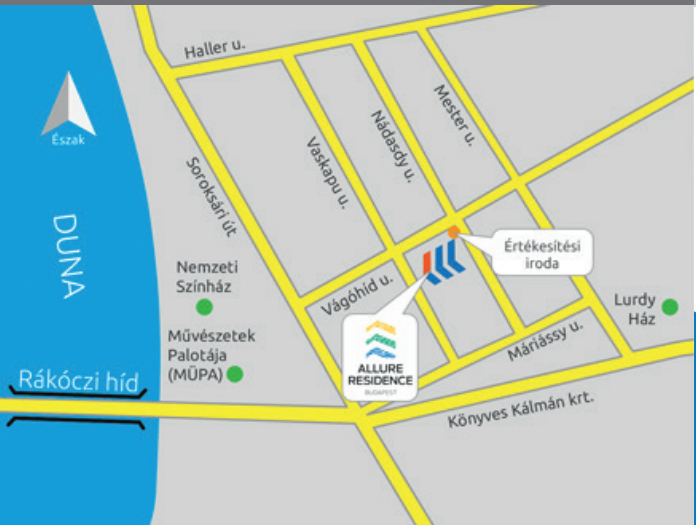 Haller u.
Észak
Mester u.
Nádasdy u.
Vaskapu u.
Soroksári út
DUNA
Értékesítési
iroda
Nemzeti
Színház
Vágóhíd u.
Lurdy
Ház
Művészetek
Palotája
(MÜPA)
Máriássy u.
ALLURE
RESIDENCE
BUDAPEST
Rákóczi híd
Könyves Kálmán krt.